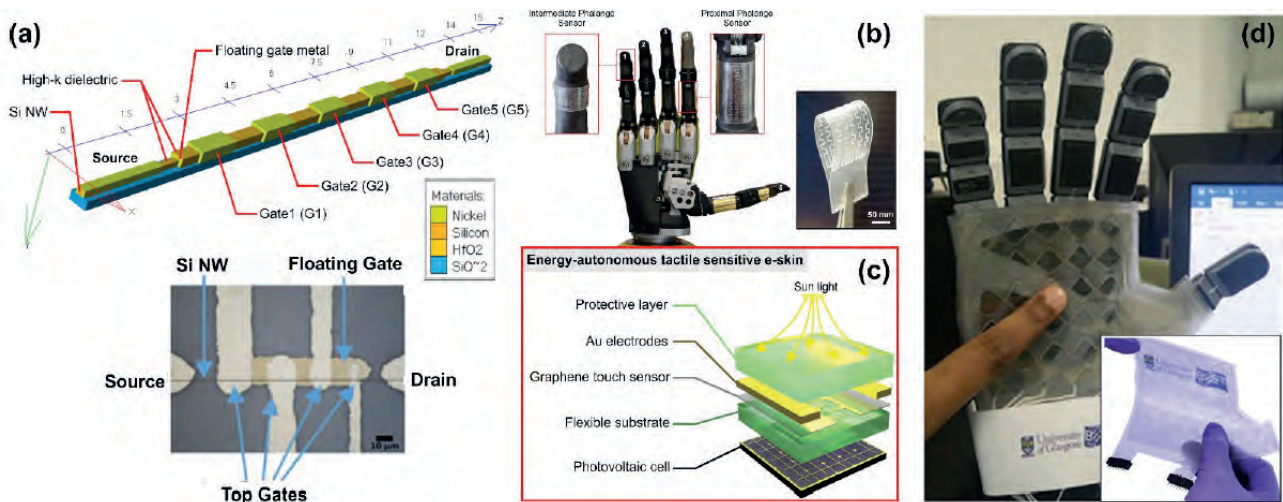 (a)
0
1.5
3
4.5
6
7.5
9
11
12
14
15
Z
X
Floating gate metal
High-k dielectric
Si NW
Source
Drain
Gate5 (G5)
Gate4 (G4)
Gate3 (G3)
Gate2 (G2)
Gate1 (G1)
Materials:
Nickel
Silicon
HfO2
SiO~2
Si NW
Floating Gate
Source
Drain
10 µm
Top Gates
(b)
Intermediate Phalange
Sensor
Proximal Phalange
Sensor
50 mm
(c)
Energy-autonomous tactile sensitive e-skin
Sun light
Protective layer
Au electrodes
Graphene touch sensor
Flexible substrate
Photovoltaic cell
(d)
University
of Glasgow
University
of Glasgow